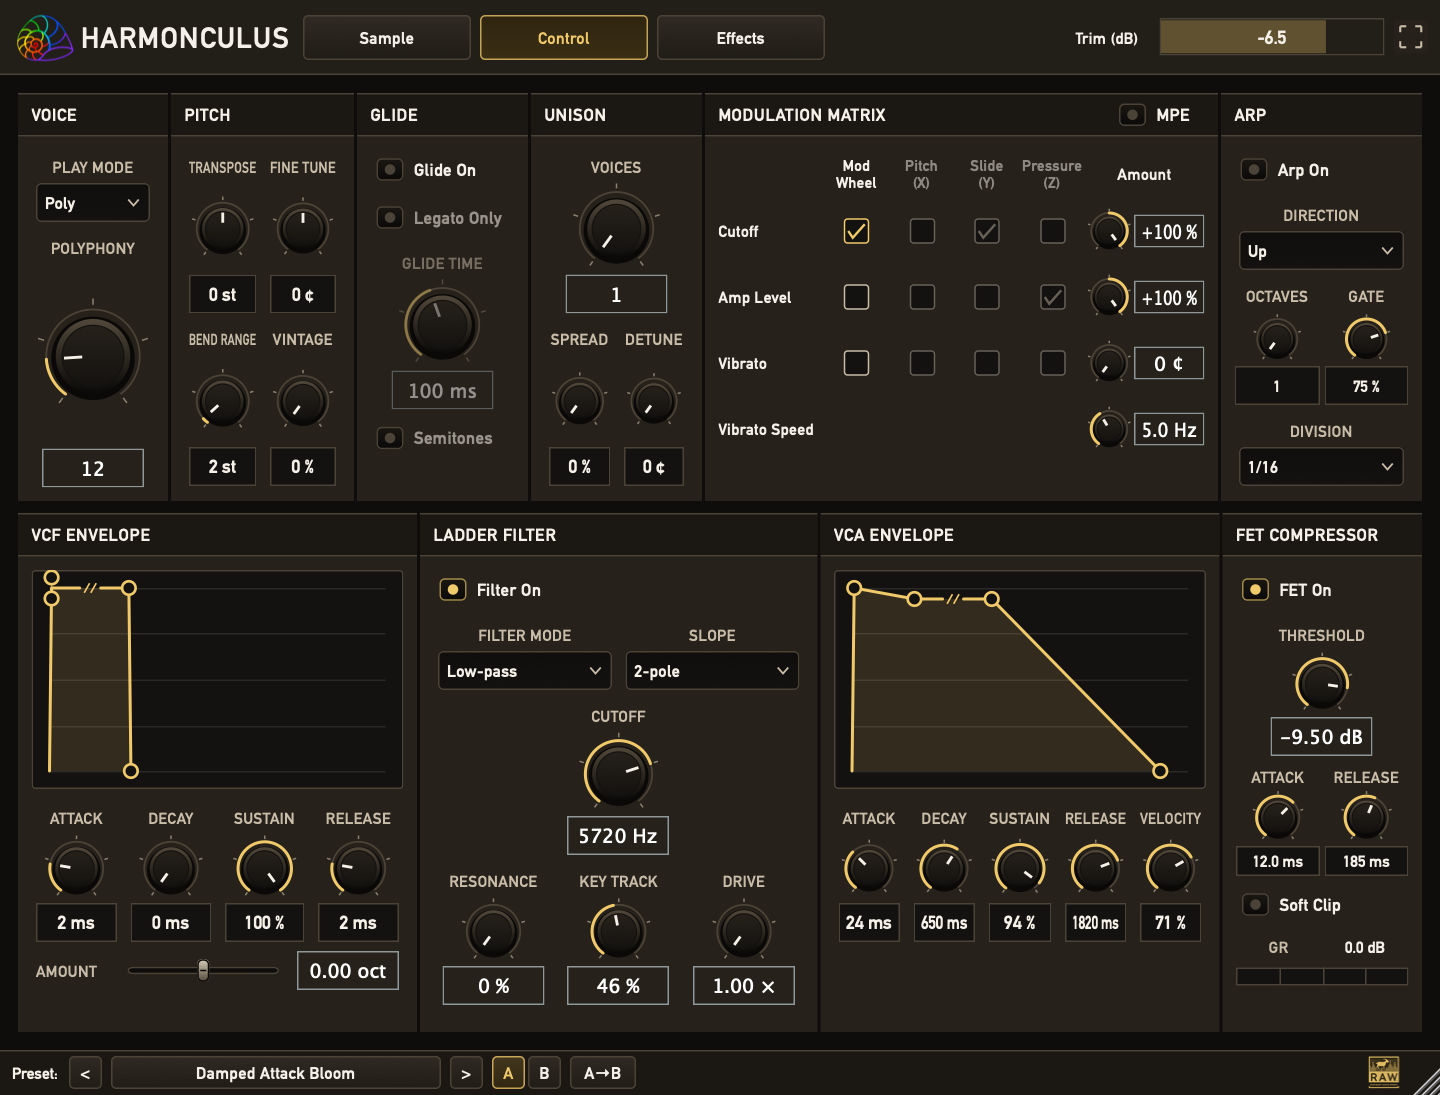 HARMONCULUS
Sample
Control
Effects
Trim (dB)
-6.5
VOICE
PITCH
GLIDE
UNISON
MODULATION MATRIX
MPE
ARP
PLAY MODE
Poly
POLYPHONY
12
TRANSPOSE
FINE TUNE
0 st
0 ¢
BEND RANGE
VINTAGE
2 st
0 %
Glide On
Legato Only
GLIDE TIME
100 ms
Semitones
VOICES
1
SPREAD
DETUNE
0 %
0 ¢
Mod Wheel
Pitch (X)
Slide (Y)
Pressure (Z)
Amount
Cutoff
+100 %
Amp Level
+100 %
Vibrato
0 ¢
Vibrato Speed
5.0 Hz
Arp On
DIRECTION
Up
OCTAVES
GATE
1
75 %
DIVISION
1/16
VCF ENVELOPE
LADDER FILTER
VCA ENVELOPE
FET COMPRESSOR
//
ATTACK
DECAY
SUSTAIN
RELEASE
2 ms
0 ms
100 %
2 ms
AMOUNT
0.00 oct
Filter On
FILTER MODE
SLOPE
Low-pass
2-pole
CUTOFF
5720 Hz
RESONANCE
KEY TRACK
DRIVE
0 %
46 %
1.00 ×
//
ATTACK
DECAY
SUSTAIN
RELEASE
VELOCITY
24 ms
650 ms
94 %
1820 ms
71 %
FET On
THRESHOLD
-9.50 dB
ATTACK
RELEASE
12.0 ms
185 ms
Soft Clip
GR
0.0 dB
Preset:
<
Damped Attack Bloom
>
A
B
A→B
RAW